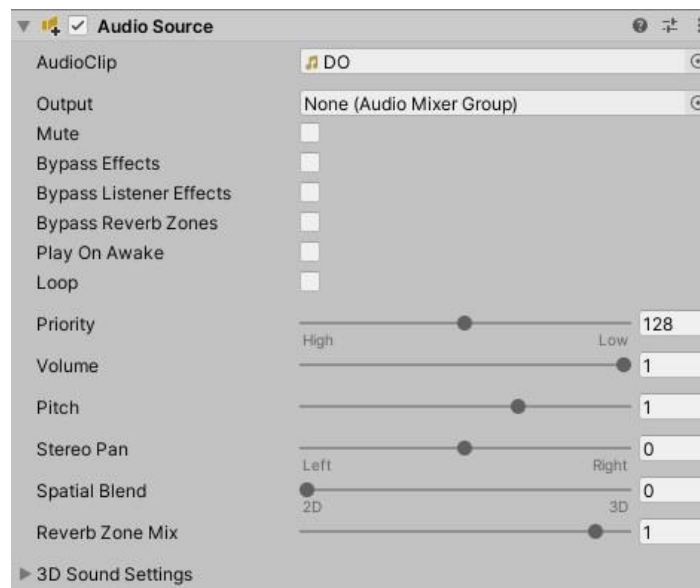 Audio Source
AudioClip DO
Output None (Audio Mixer Group)
Mute
Bypass Effects
Bypass Listener Effects
Bypass Reverb Zones
Play On Awake
Loop
Priority 128
High Low
Volume 1
Pitch 1
Stereo Pan 0
Left Right
Spatial Blend 0
2D 3D
Reverb Zone Mix 1
3D Sound Settings